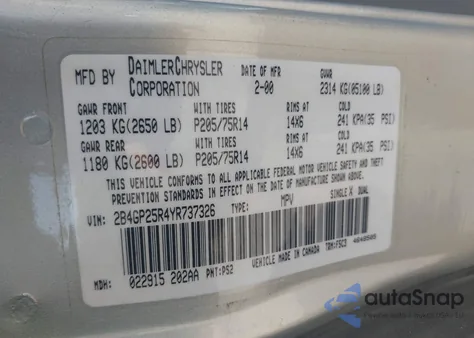 MFD BY DAIMLERCHRYSLER CORPORATION DATE OF MFR 2-00 GVWR 2314 KG(05100 LB)
GAWR FRONT WITH TIRES RIMS AT COLD
1203 KG(2650 LB) P205/75R14 14X6 241 KPA(35 PSI)
GAWR REAR WITH TIRES RIMS AT COLD
1180 KG(2600 LB) P205/75R14 14X6 241 KPA(35 PSI)
THIS VEHICLE CONFORMS TO ALL APPLICABLE FEDERAL MOTOR VEHICLE SAFETY AND THEFT
PREVENTION STANDARDS IN EFFECT ON THE DATE OF MANUFACTURE SHOWN ABOVE.
VIN: 2B4GP25R4YR737326 TYPE: MPV SINGLE X DUAL
MDH: 022915 202AA PNT:PS2 VEHICLE MADE IN CANADA TRM:F5C3 4648505
autoSnap